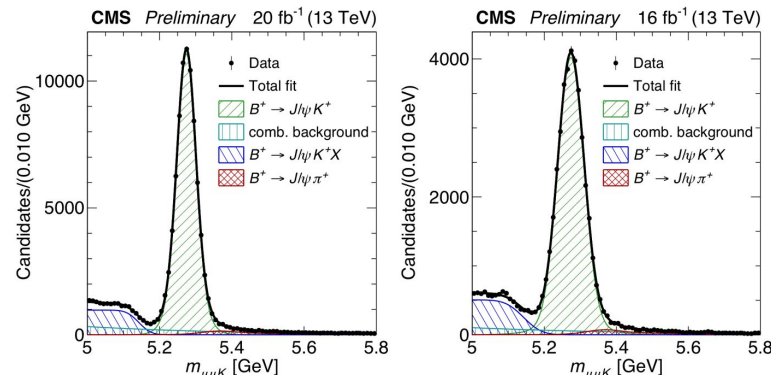 CMS Preliminary 20 fb⁻¹ (13 TeV)
Candidates/(0.010 GeV)
10000
5000
0
Data
Total fit
B⁺ → J/ψ K⁺
comb. background
B⁺ → J/ψ K⁺X
B⁺ → J/ψ π⁺
5 5.2 5.4 5.6 5.8
m_μμK [GeV]
CMS Preliminary 16 fb⁻¹ (13 TeV)
Candidates/(0.010 GeV)
4000
2000
0
Data
Total fit
B⁺ → J/ψ K⁺
comb. background
B⁺ → J/ψ K⁺X
B⁺ → J/ψ π⁺
5 5.2 5.4 5.6 5.8
m_μμK [GeV]